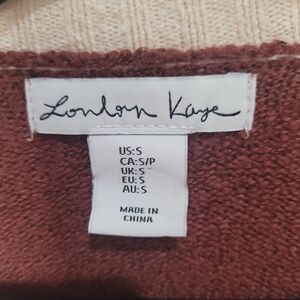 London Kaye
US:S
CA:S/P
UK:S
EU:S
AU:S
MADE IN
CHINA